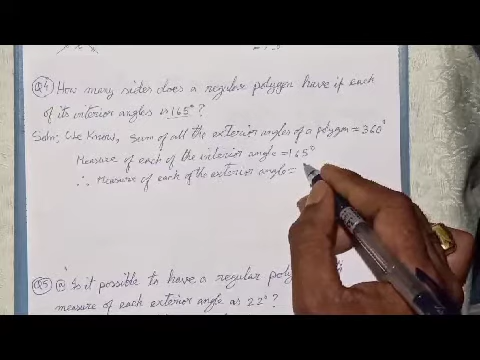 Q4 How many sides does a regular polygon have if each
of its interior angles is 165°?
Soln: We know, Sum of all the exterior angles of a polygon = 360°
Measure of each of the interior angle = 165°
∴ Measure of each of the exterior angle =
Q5 a Is it possible to have a regular
measure of each exterior angle as 22°?